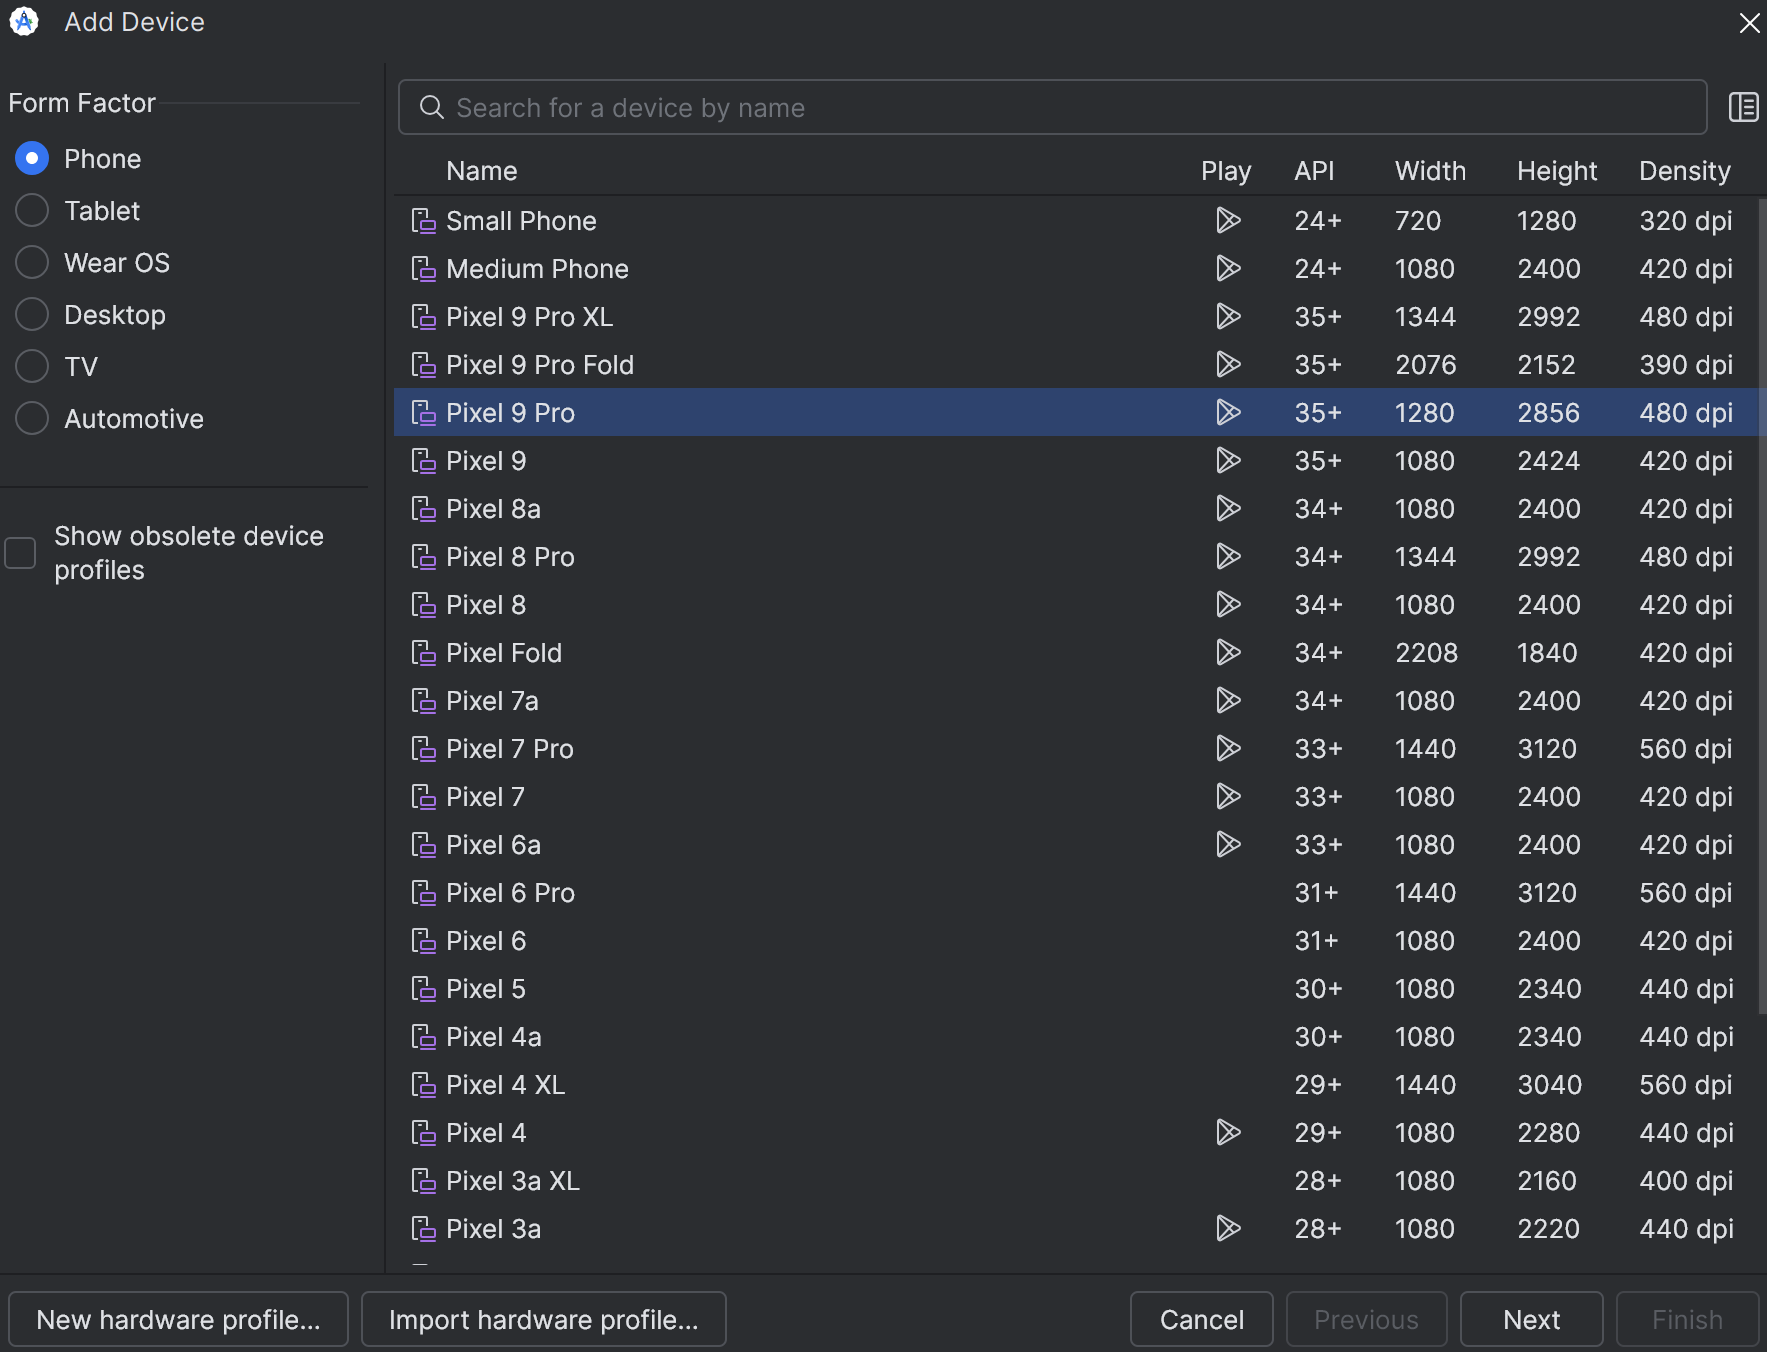 Add Device
Form Factor
Phone
Tablet
Wear OS
Desktop
TV
Automotive
Show obsolete device
profiles
Search for a device by name
Name Play API Width Height Density
Small Phone 24+ 720 1280 320 dpi
Medium Phone 24+ 1080 2400 420 dpi
Pixel 9 Pro XL 35+ 1344 2992 480 dpi
Pixel 9 Pro Fold 35+ 2076 2152 390 dpi
Pixel 9 Pro 35+ 1280 2856 480 dpi
Pixel 9 35+ 1080 2424 420 dpi
Pixel 8a 34+ 1080 2400 420 dpi
Pixel 8 Pro 34+ 1344 2992 480 dpi
Pixel 8 34+ 1080 2400 420 dpi
Pixel Fold 34+ 2208 1840 420 dpi
Pixel 7a 34+ 1080 2400 420 dpi
Pixel 7 Pro 33+ 1440 3120 560 dpi
Pixel 7 33+ 1080 2400 420 dpi
Pixel 6a 33+ 1080 2400 420 dpi
Pixel 6 Pro 31+ 1440 3120 560 dpi
Pixel 6 31+ 1080 2400 420 dpi
Pixel 5 30+ 1080 2340 440 dpi
Pixel 4a 30+ 1080 2340 440 dpi
Pixel 4 XL 29+ 1440 3040 560 dpi
Pixel 4 29+ 1080 2280 440 dpi
Pixel 3a XL 28+ 1080 2160 400 dpi
Pixel 3a 28+ 1080 2220 440 dpi
New hardware profile... Import hardware profile... Cancel Previous Next Finish